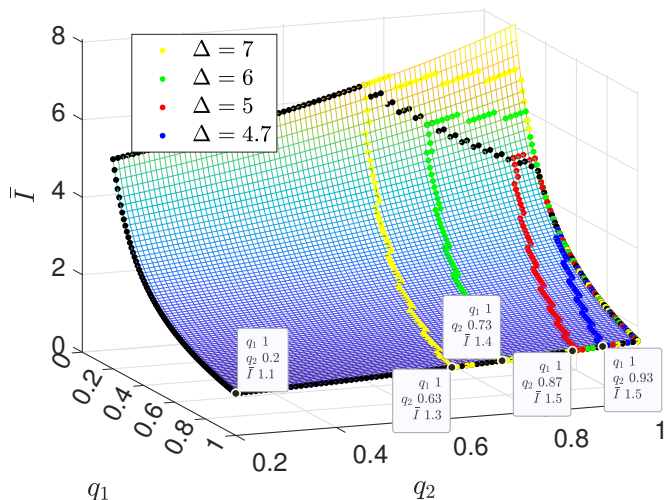 8
Δ = 7
Δ = 6
Δ = 5
Δ = 4.7
6
4
Ī
2
0
q₁ 1
q₂ 0.73
Ī 1.4
q₁ 1
q₂ 0.2
Ī 1.1
q₁ 1
q₂ 0.63
Ī 1.3
q₁ 1
q₂ 0.87
Ī 1.5
q₁ 1
q₂ 0.93
Ī 1.5
0.2
0.4
0.6
0.8
1
0.2
0.4
0.6
0.8
1
q₁
q₂